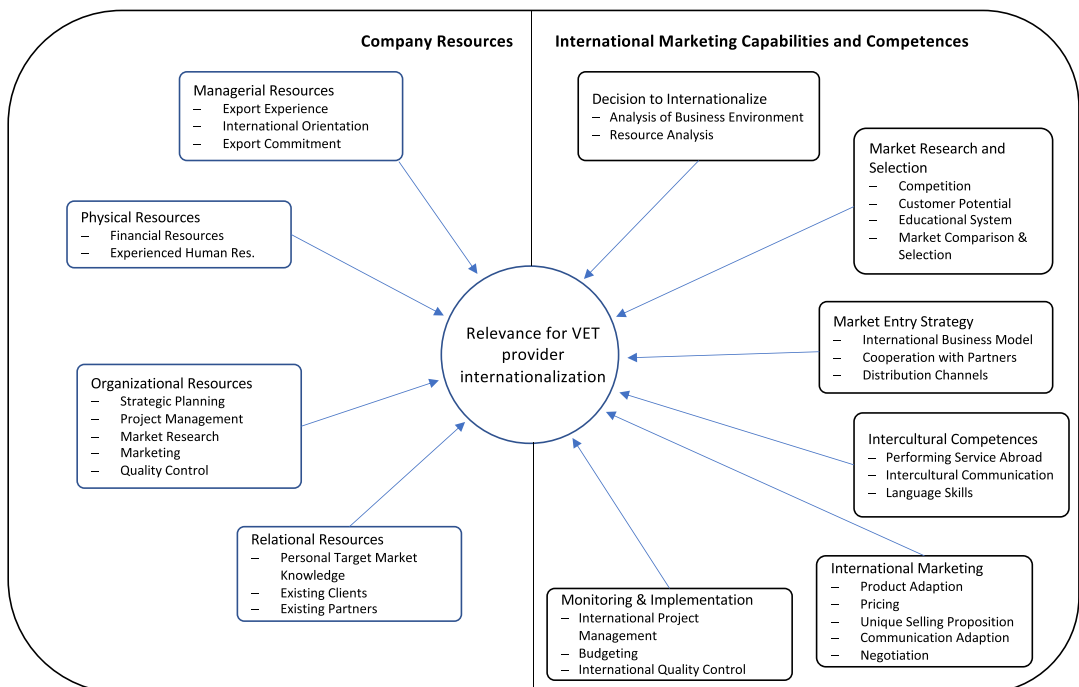 Company Resources
International Marketing Capabilities and Competences
Managerial Resources
– Export Experience
– International Orientation
– Export Commitment
Physical Resources
– Financial Resources
– Experienced Human Res.
Organizational Resources
– Strategic Planning
– Project Management
– Market Research
– Marketing
– Quality Control
Relational Resources
– Personal Target Market
Knowledge
– Existing Clients
– Existing Partners
Relevance for VET
provider
internationalization
Decision to Internationalize
– Analysis of Business Environment
– Resource Analysis
Market Research and
Selection
– Competition
– Customer Potential
– Educational System
– Market Comparison &
Selection
Market Entry Strategy
– International Business Model
– Cooperation with Partners
– Distribution Channels
Intercultural Competences
– Performing Service Abroad
– Intercultural Communication
– Language Skills
International Marketing
– Product Adaption
– Pricing
– Unique Selling Proposition
– Communication Adaption
– Negotiation
Monitoring & Implementation
– International Project
Management
– Budgeting
– International Quality Control